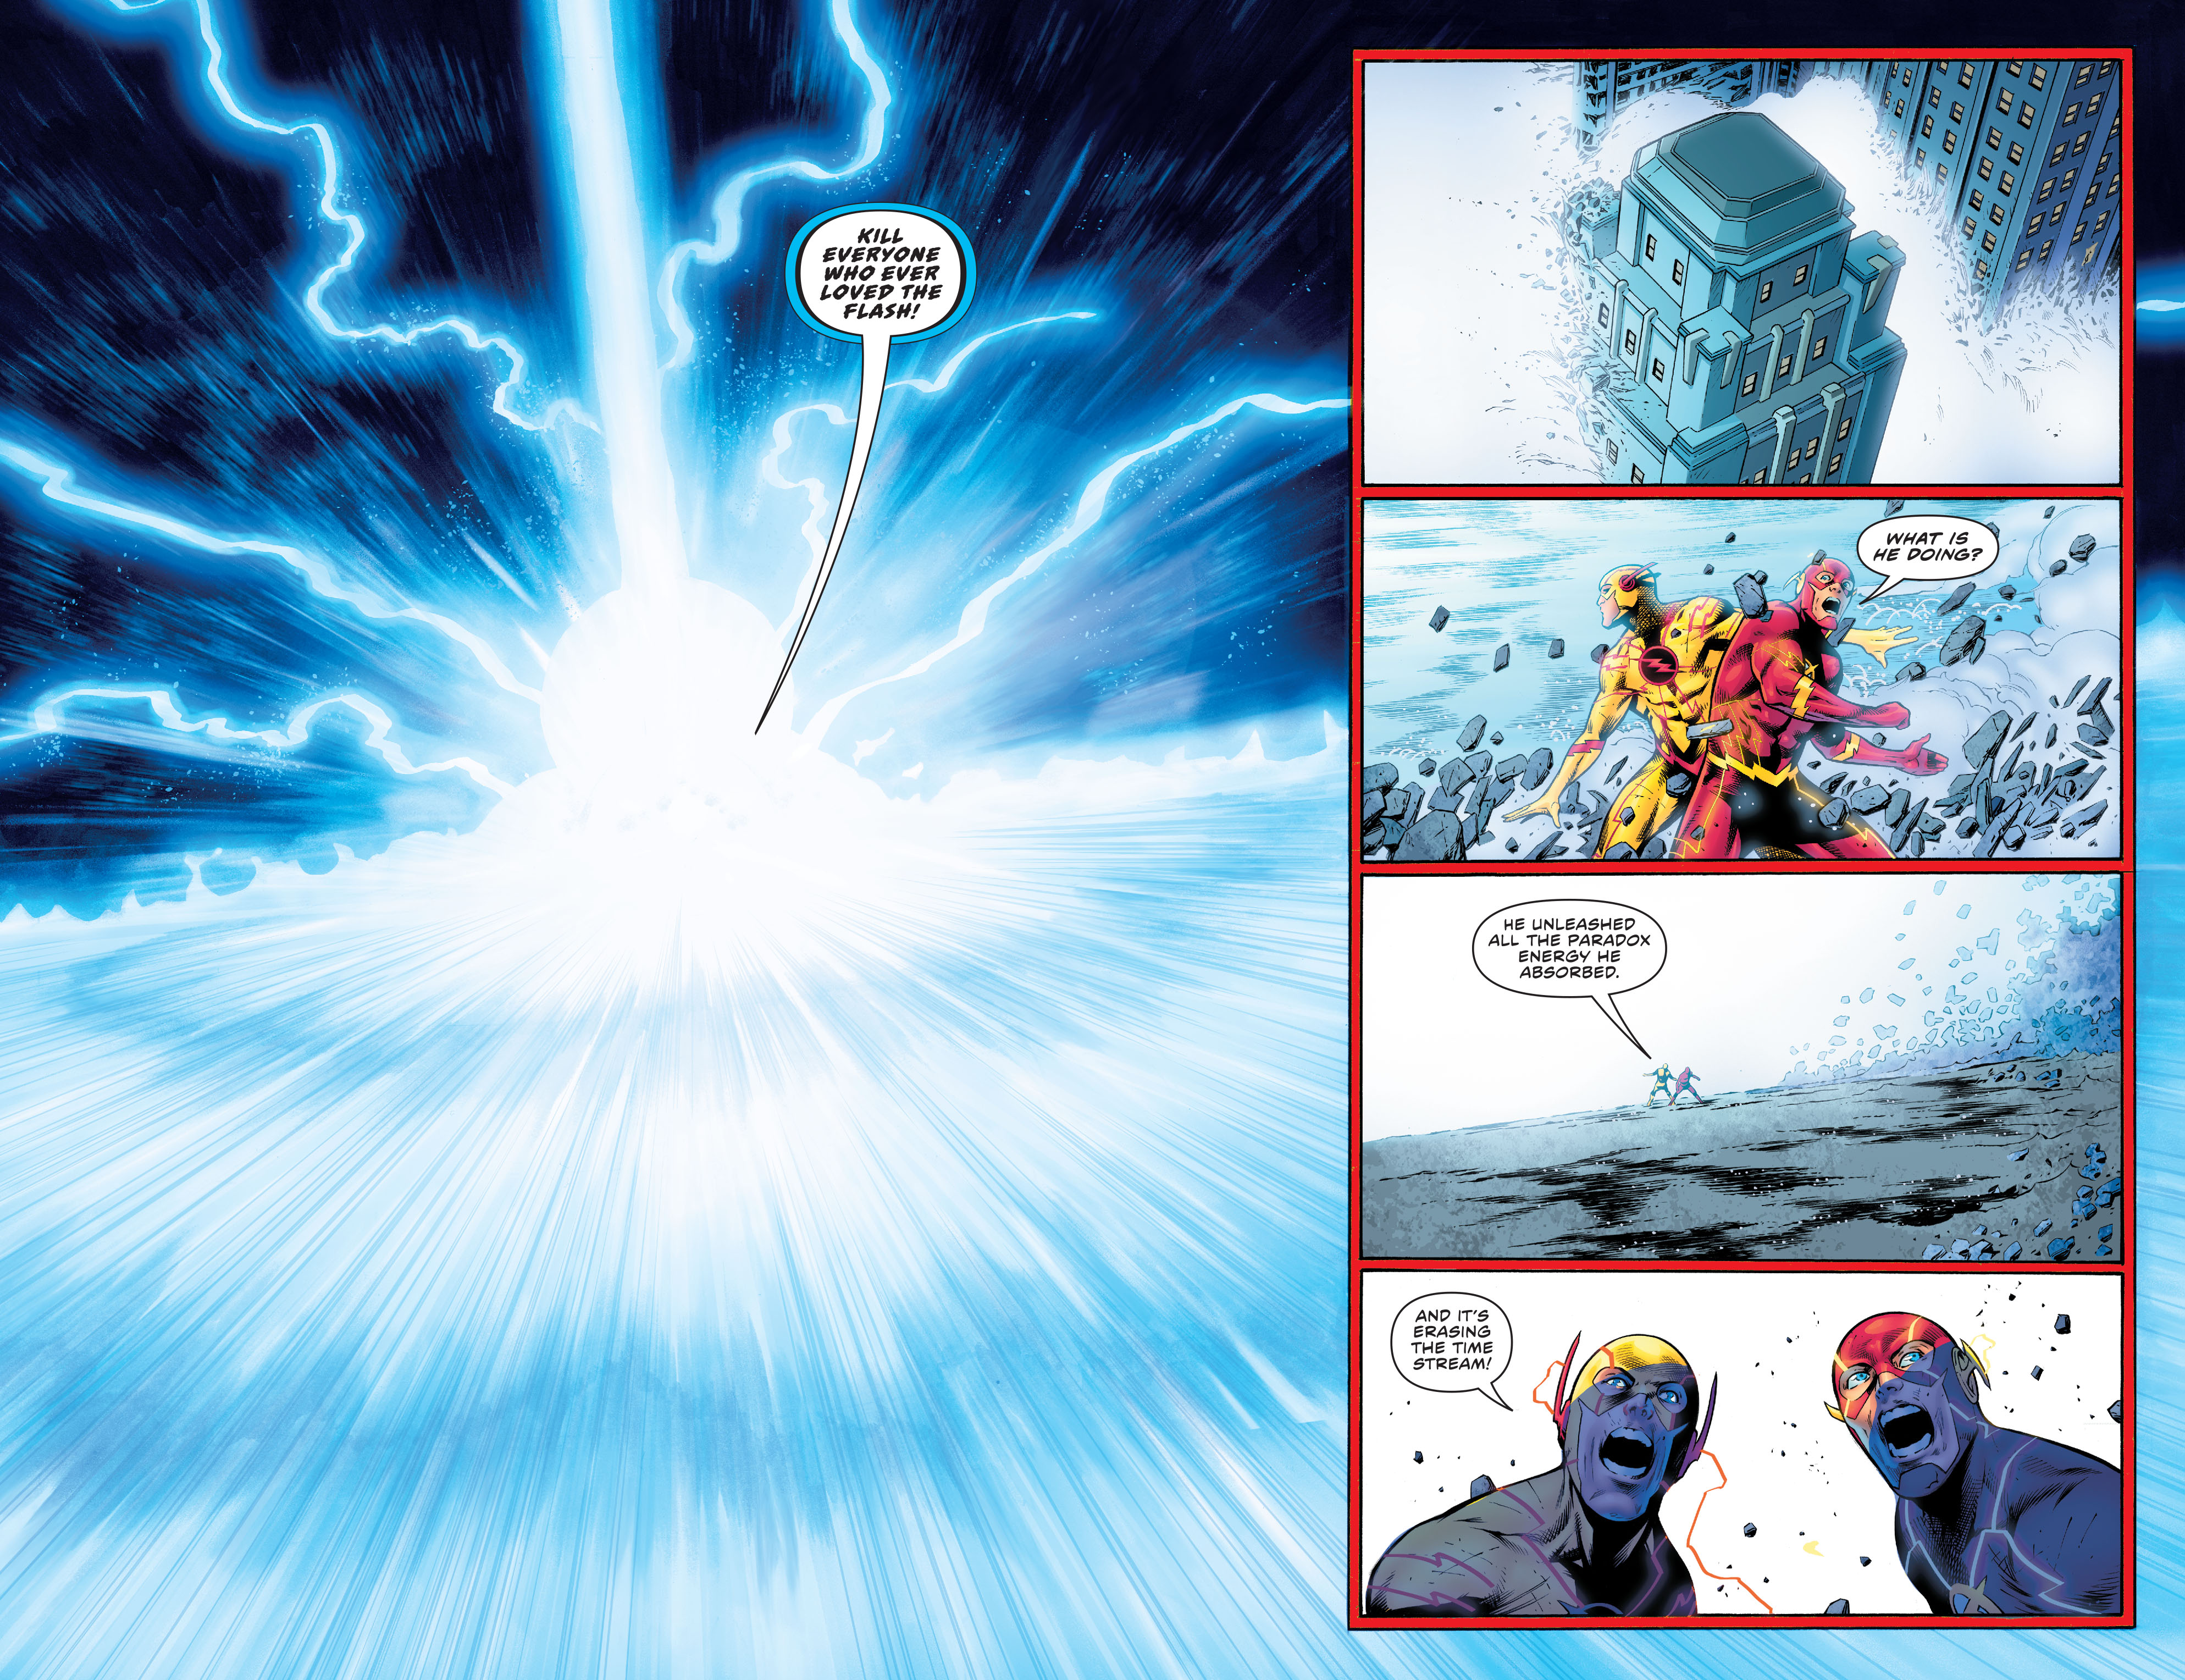 KILL
EVERYONE
WHO EVER
LOVED THE
FLASH!
WHAT IS
HE DOING?
HE UNLEASHED
ALL THE PARADOX
ENERGY HE
ABSORBED.
AND IT'S
ERASING
THE TIME
STREAM!